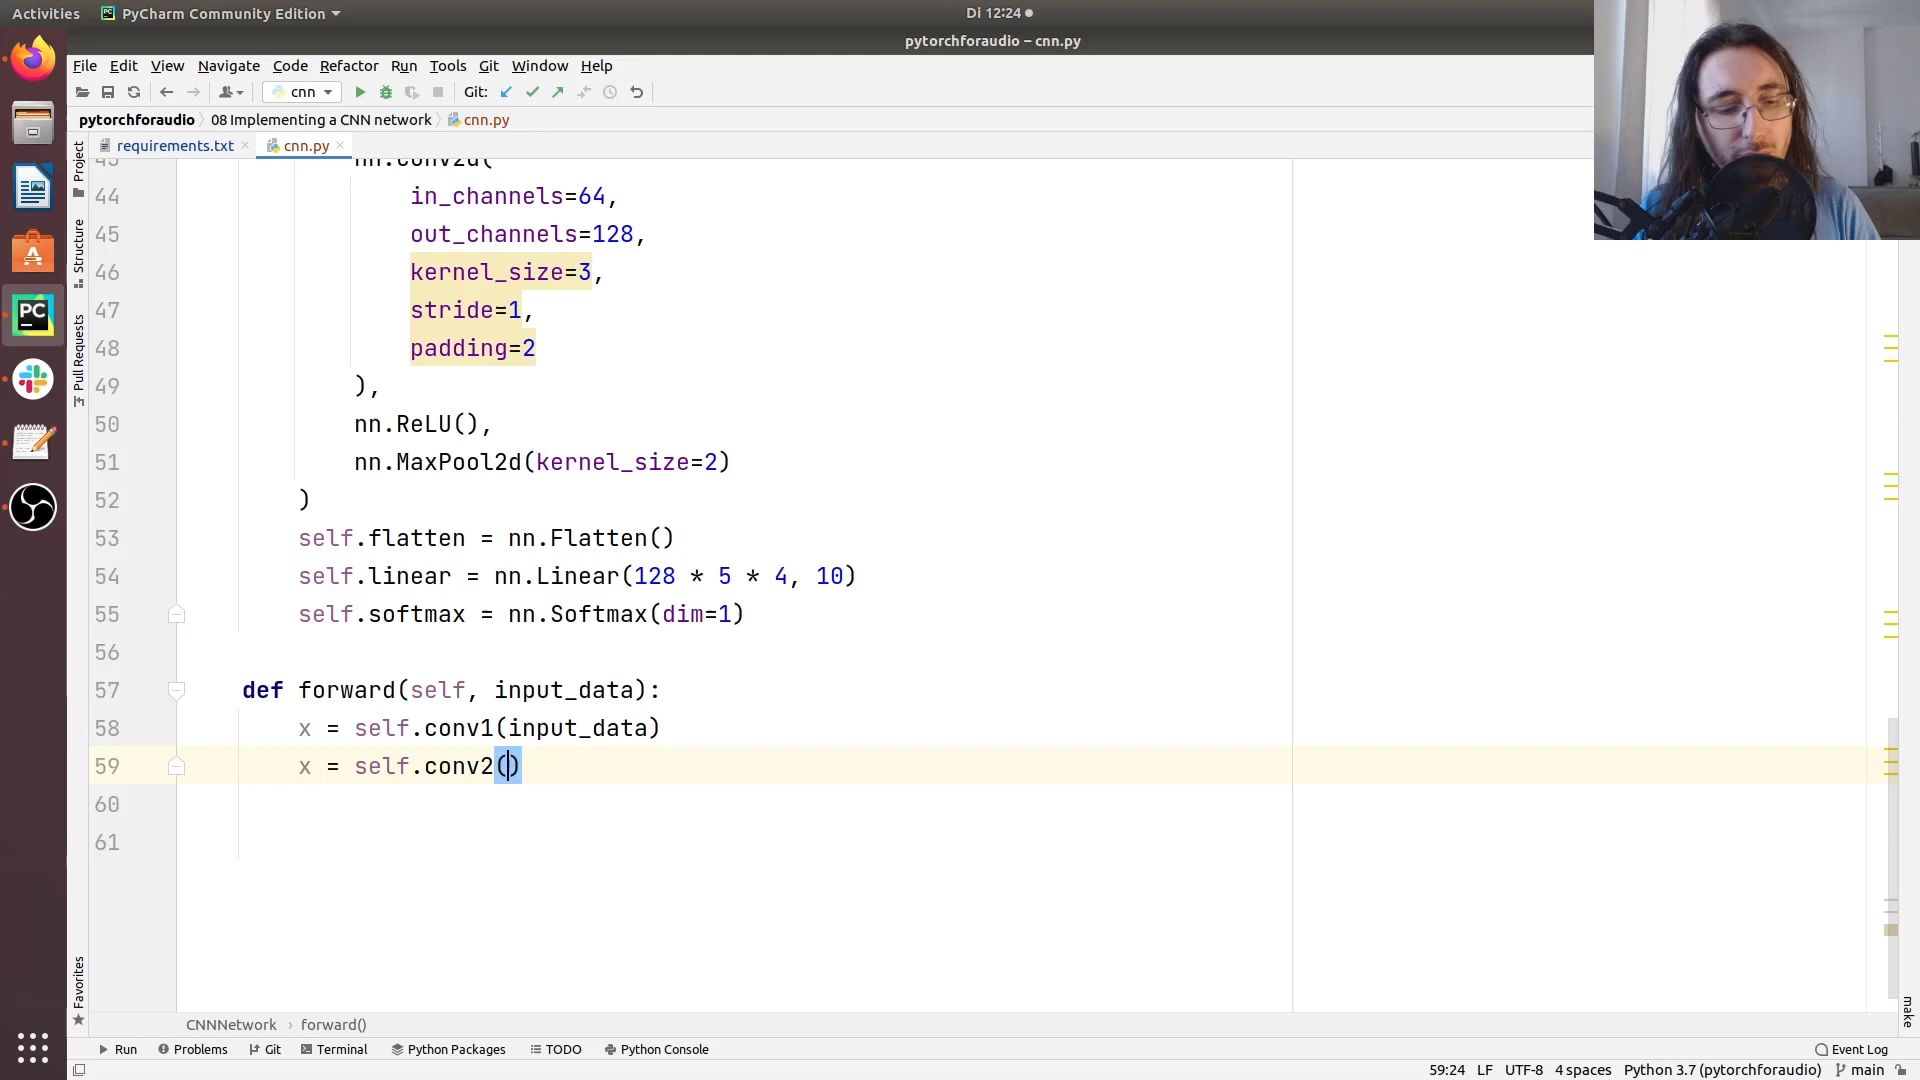 Activities PyCharm Community Edition Di 12:24
pytorchforaudio – cnn.py
File Edit View Navigate Code Refactor Run Tools Git Window Help
cnn Git:
pytorchforaudio 08 Implementing a CNN network cnn.py
requirements.txt cnn.py
Project
Structure
Pull Requests
Favorites
nn.Conv2d(
44 in_channels=64,
45 out_channels=128,
46 kernel_size=3,
47 stride=1,
48 padding=2
49 ),
50 nn.ReLU(),
51 nn.MaxPool2d(kernel_size=2)
52 )
53 self.flatten = nn.Flatten()
54 self.linear = nn.Linear(128 * 5 * 4, 10)
55 self.softmax = nn.Softmax(dim=1)
56
57 def forward(self, input_data):
58 x = self.conv1(input_data)
59 x = self.conv2()
60
61
make
CNNNetwork › forward()
Run Problems Git Terminal Python Packages TODO Python Console Event Log
59:24 LF UTF-8 4 spaces Python 3.7 (pytorchforaudio) main